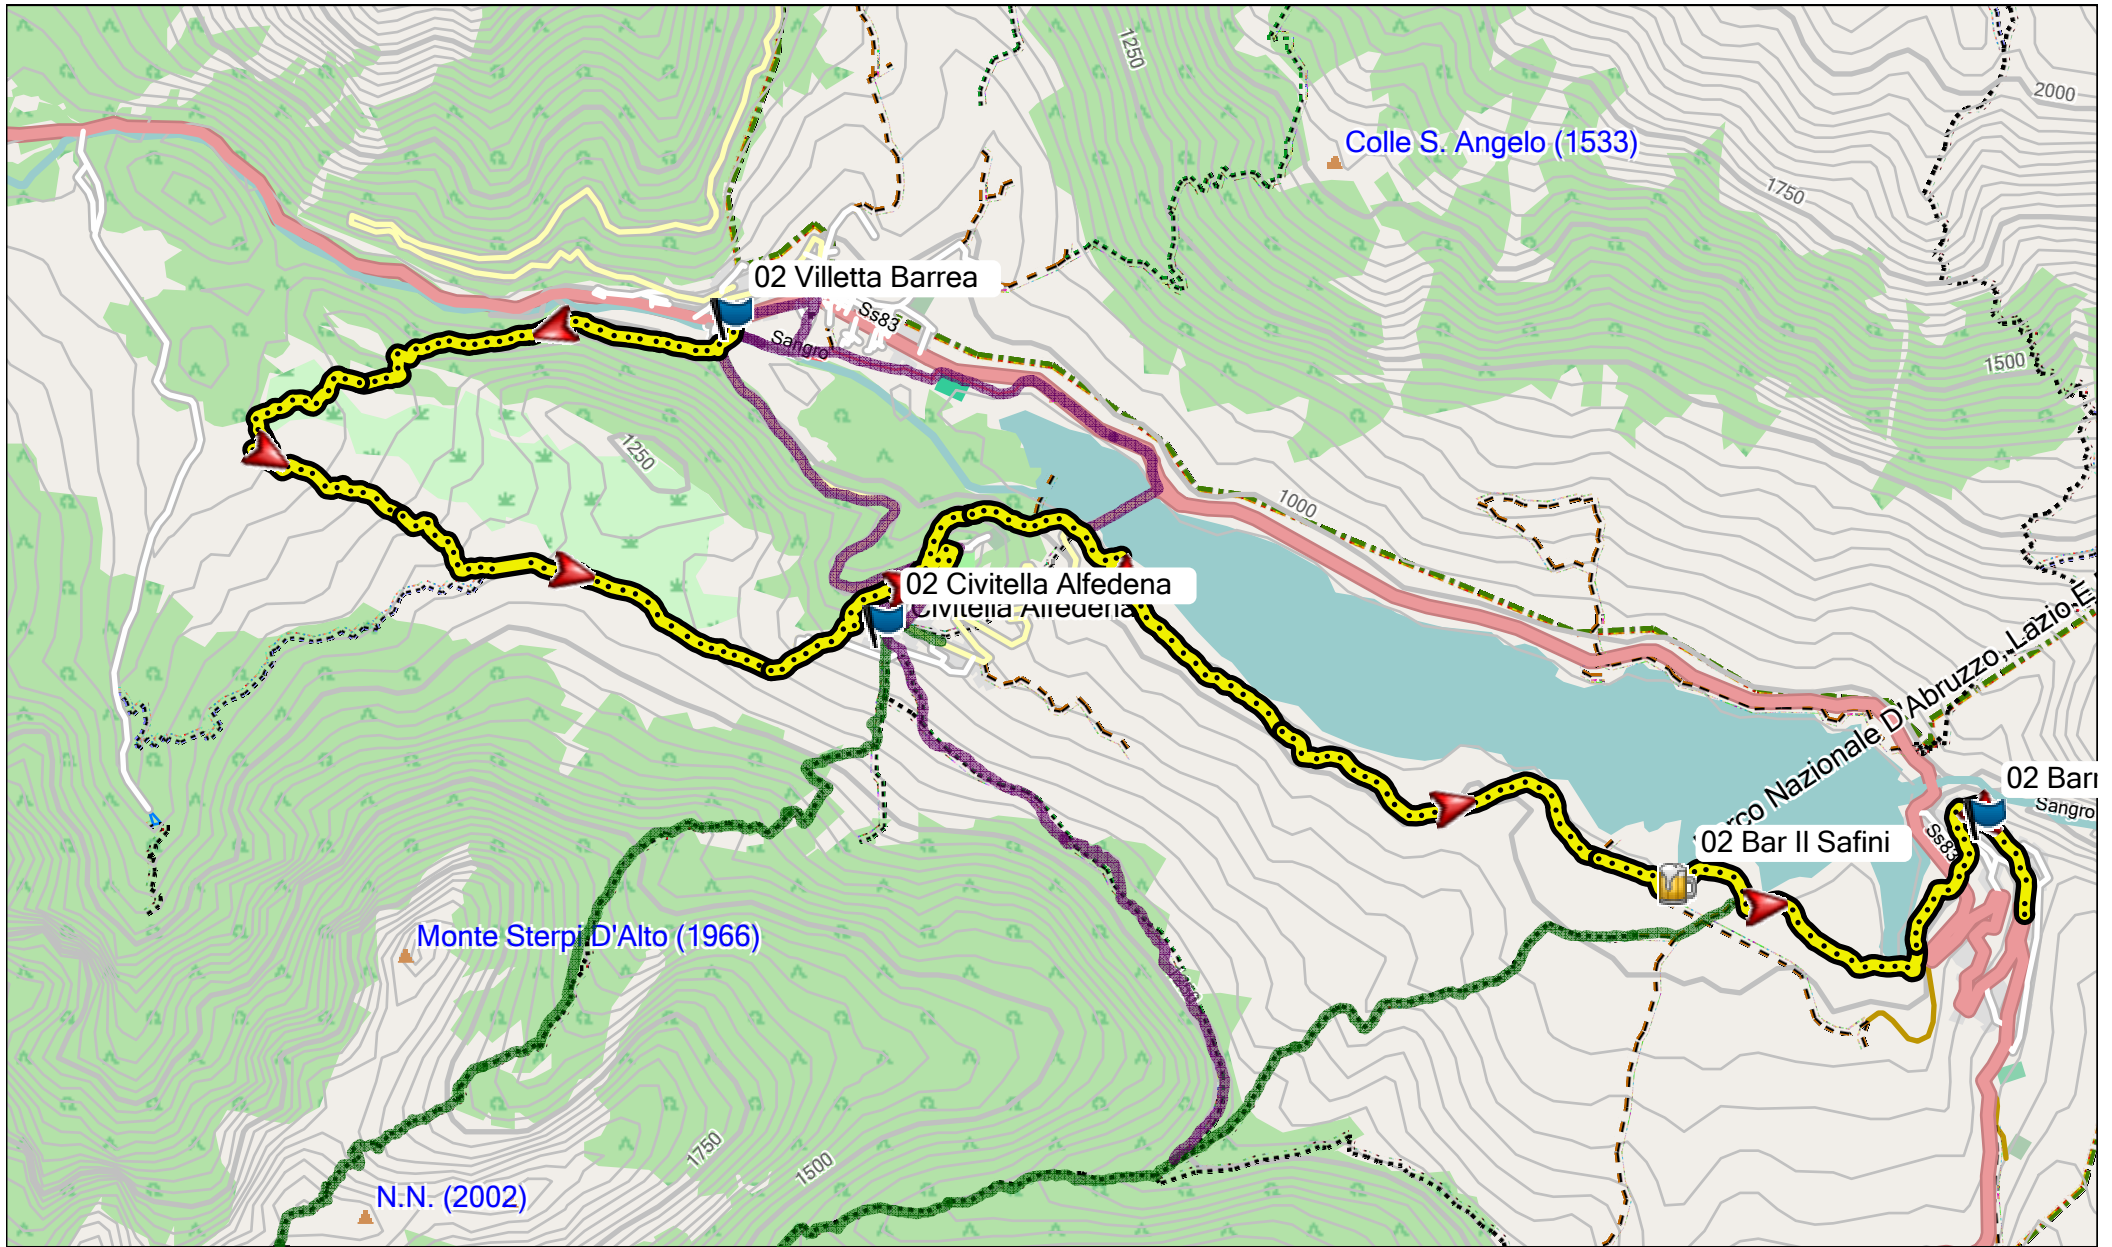 1250
2000
Colle S. Angelo (1533)
1750
02 Villetta Barrea
Ss83
Sangro
1500
1250
1000
02 Civitella Alfedena
Civitella Alfedena
Parco Nazionale D'Abruzzo, Lazio E
02 Barr
Sangro
Ss83
02 Bar Il Safini
Monte Sterpi D'Alto (1966)
1750
1500
N.N. (2002)